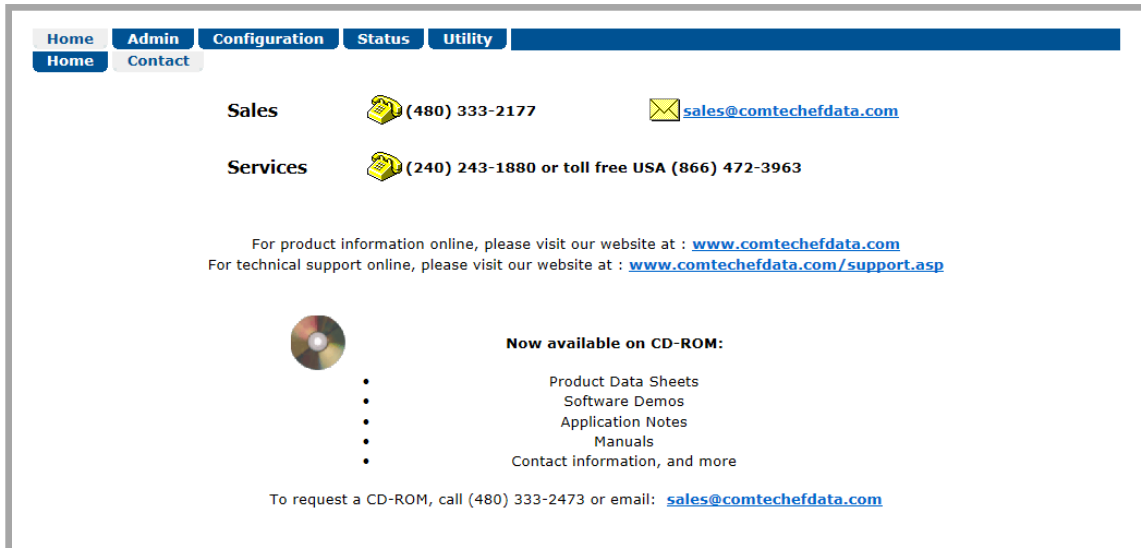 Home Admin Configuration Status Utility
Home Contact
Sales (480) 333-2177 sales@comtechefdata.com
Services (240) 243-1880 or toll free USA (866) 472-3963
For product information online, please visit our website at : www.comtechefdata.com
For technical support online, please visit our website at : www.comtechefdata.com/support.asp
Now available on CD-ROM:
• Product Data Sheets
• Software Demos
• Application Notes
• Manuals
• Contact information, and more
To request a CD-ROM, call (480) 333-2473 or email: sales@comtechefdata.com